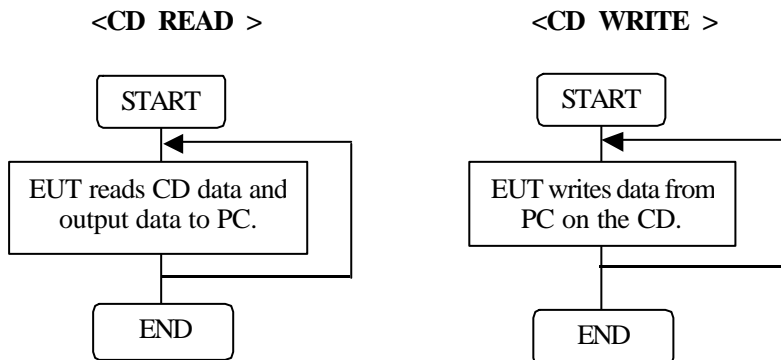 <CD READ >
START
EUT reads CD data and
output data to PC.
END
<CD WRITE >
START
EUT writes data from
PC on the CD.
END